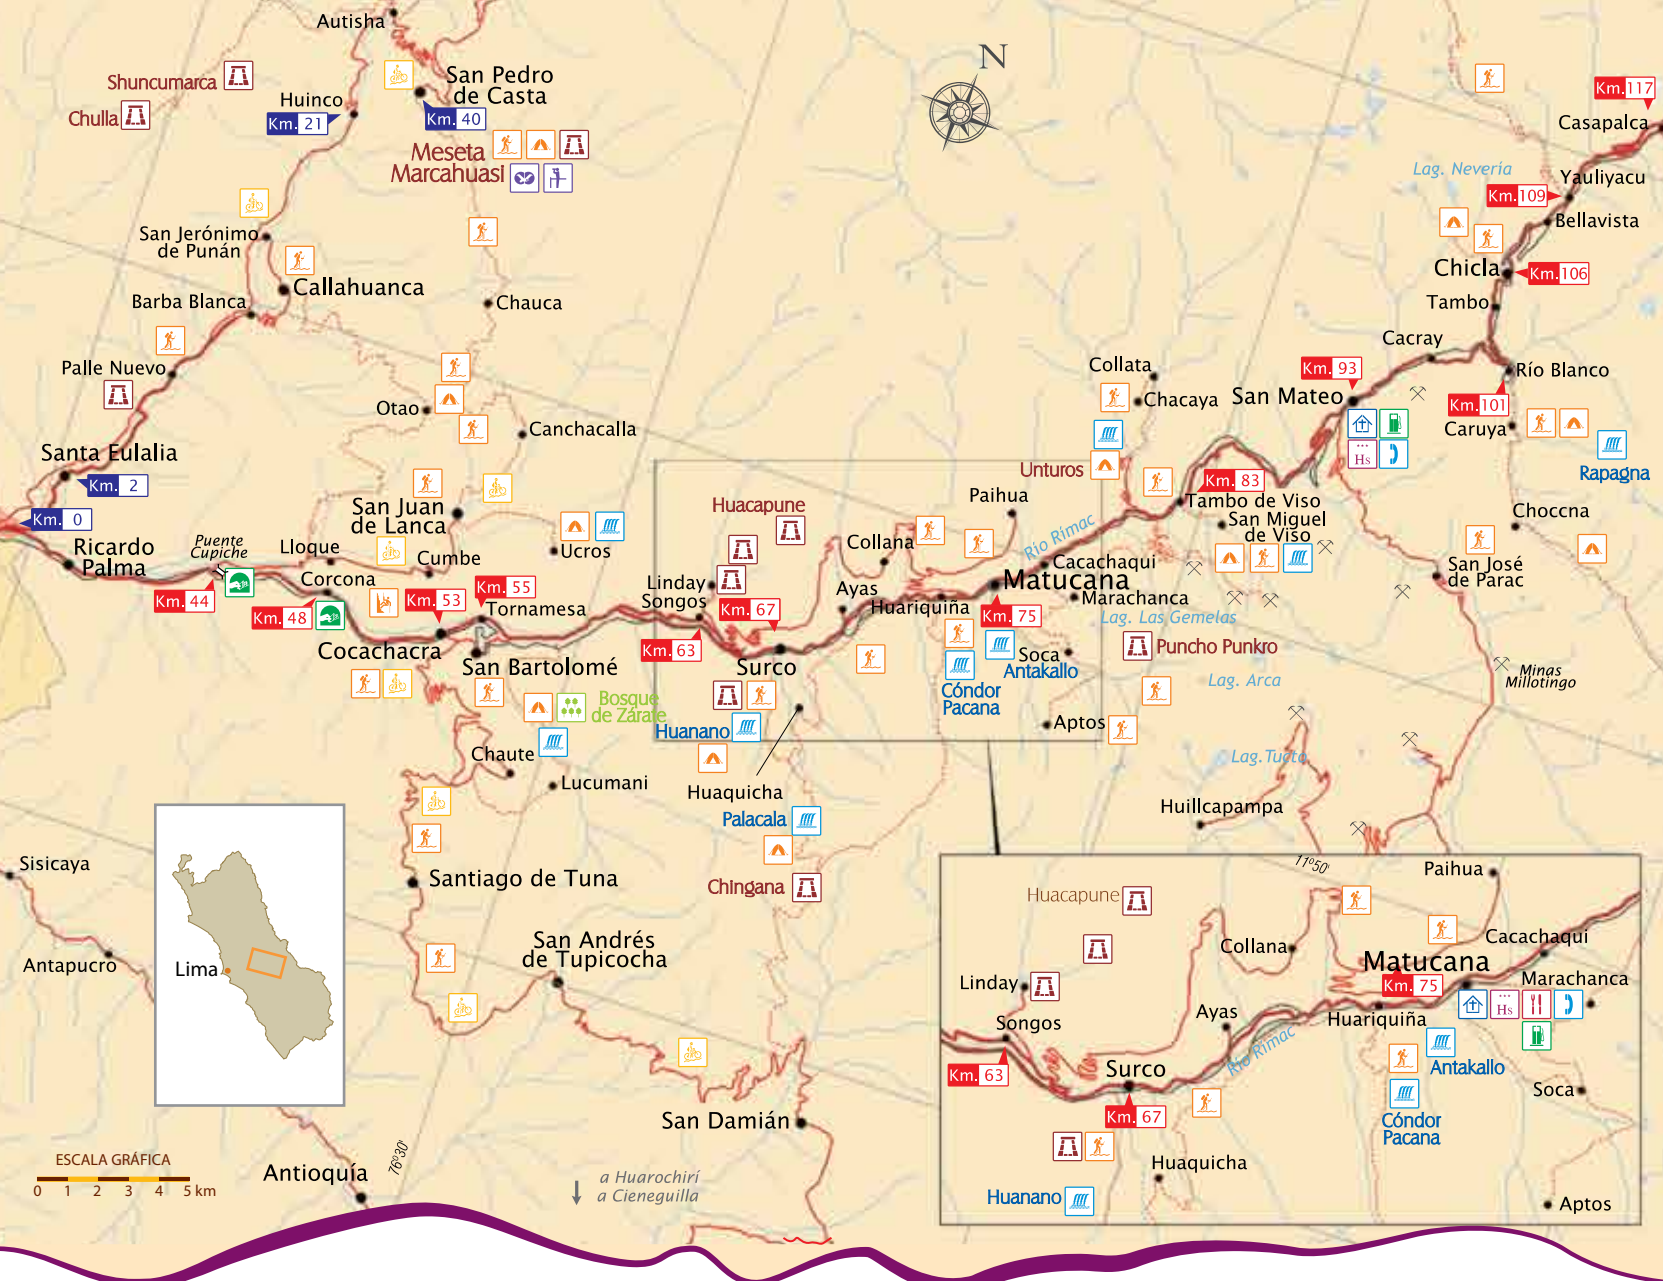 Autisha
San Pedro
de Casta
Km. 40
Shuncumarca
Chulla
Huinco
Km. 21
Meseta
Marcahuasi
N
Km. 117
Casapalca
Lag. Nevería
Yauliyacu
Km. 109
Bellavista
San Jerónimo
de Punán
Callahuanca
Barba Blanca
Chauca
Chicla
Km. 106
Tambo
Cacray
Palle Nuevo
Collata
Km. 93
Río Blanco
Otao
Chacaya
San Mateo
Km. 101
Canchacalla
Caruya
Hs
Rapagna
Santa Eulalia
Km. 2
Unturos
Km. 83
Km. 0
San Juan
de Lanca
Huacapune
Paihua
Tambo de Viso
San Miguel
de Viso
Choccna
Ricardo
Palma
Puente
Cupiche
Lloque
Cumbe
Ucros
Collana
Río Rímac
Cacachaqui
San José
de Parac
Corcona
Km. 44
Km. 48
Km. 53
Km. 55
Tornamesa
Linday
Songos
Km. 67
Ayas
Huariquiña
Matucana
Marachanca
Km. 75
Lag. Las Gemelas
Cocachacra
San Bartolomé
Km. 63
Surco
Soca
Antakallo
Puncho Punkro
Cóndor
Pacana
Lag. Arca
Minas
Millotingo
Bosque
de Zárate
Huanano
Aptos
Chaute
Lucumani
Huaquicha
Lag. Tucto
Palacala
Huillcapampa
Sisicaya
Santiago de Tuna
Chingana
11º50'
Antapucro
Lima
San Andrés
de Tupicocha
San Damián
Antioquía
76º30'
a Huarochirí
a Cieneguilla
ESCALA GRÁFICA
0 1 2 3 4 5 km
Paihua
Huacapune
Collana
Cacachaqui
Matucana
Km. 75
Marachanca
Linday
Hs
Songos
Ayas
Huariquiña
Río Rímac
Km. 63
Surco
Antakallo
Soca
Km. 67
Cóndor
Pacana
Huaquicha
Huanano
Aptos